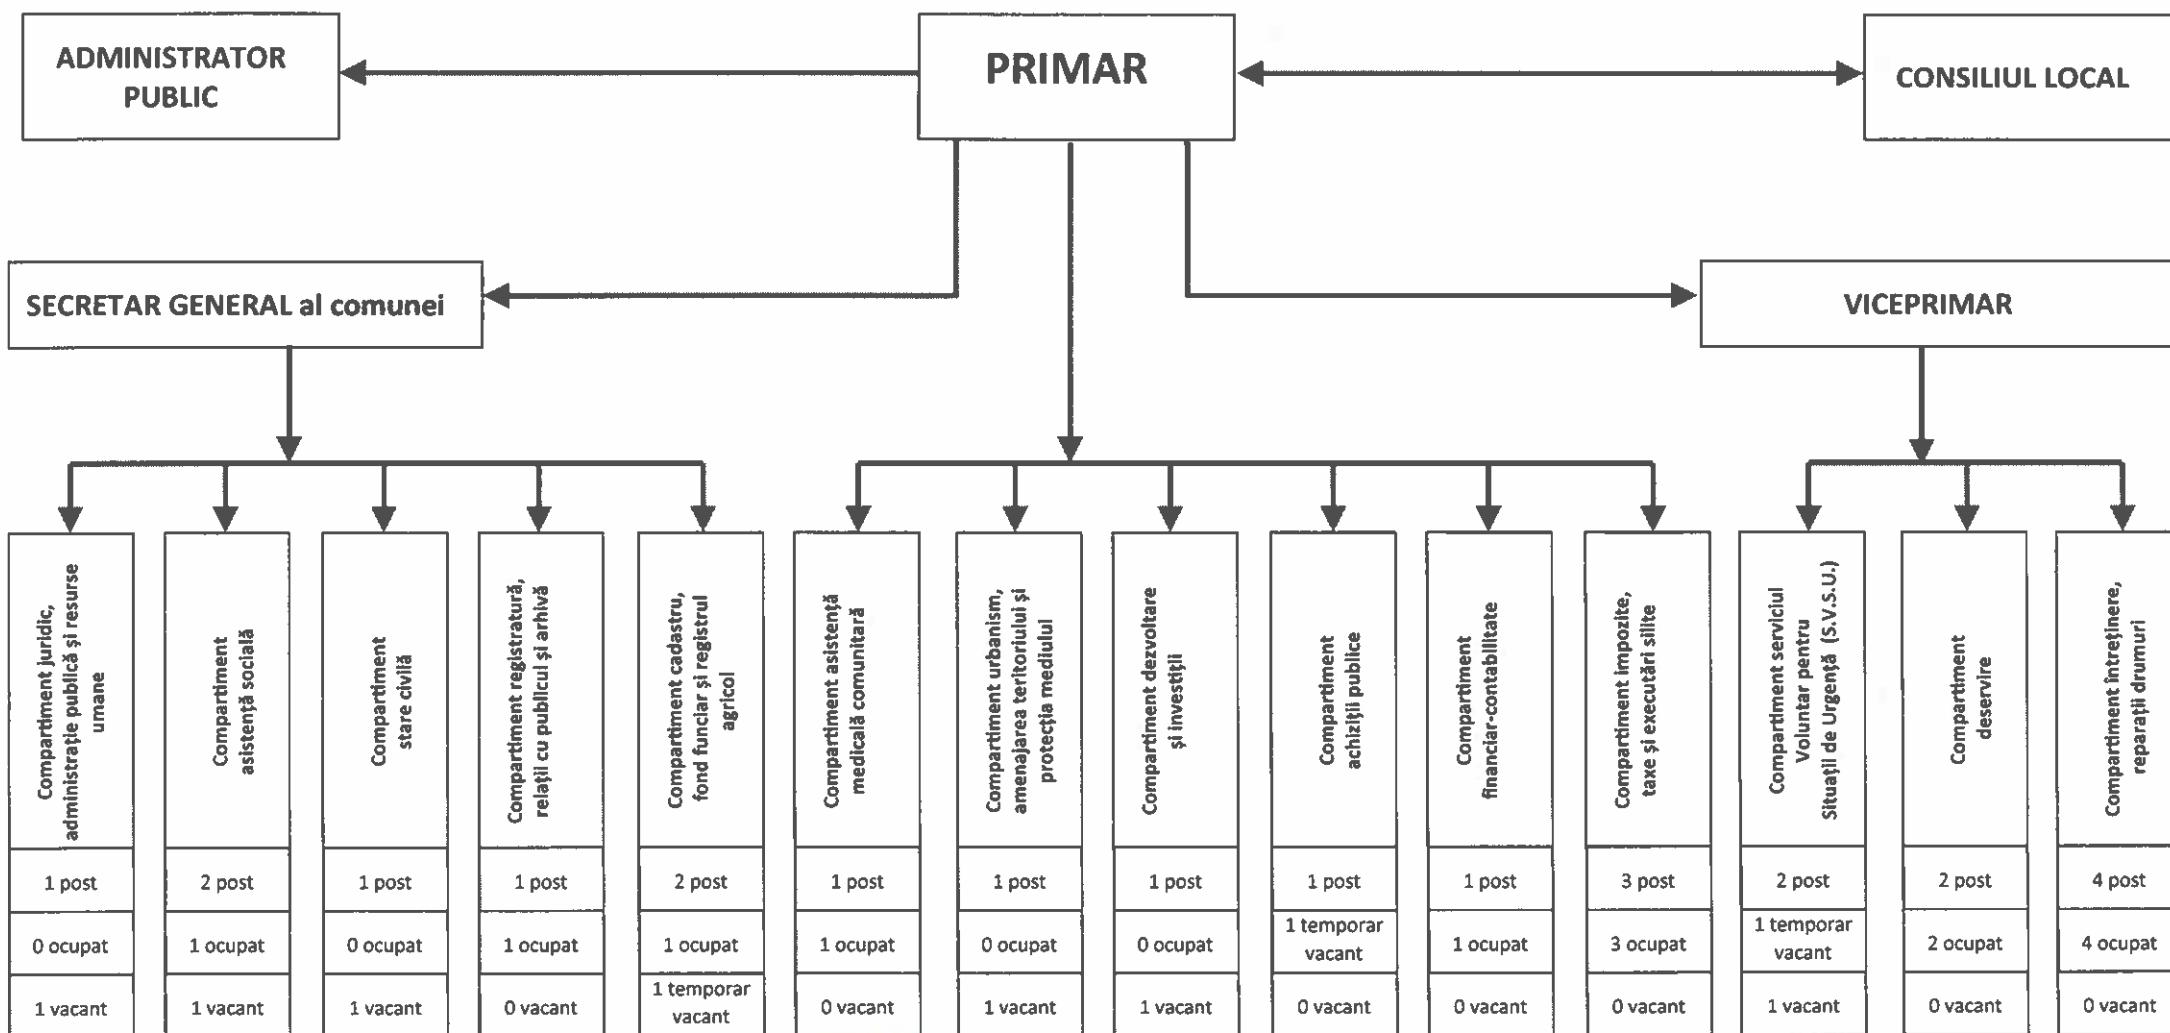 ADMINISTRATOR
PUBLIC
PRIMAR
CONSILIUL LOCAL
SECRETAR GENERAL al comunei
VICEPRIMAR
Compartiment juridic,
administrație publică și resurse
umane
Compartiment
asistență socială
Compartiment
stare civilă
Compartiment registratură,
relații cu publicul și arhivă
Compartiment cadastru,
fond funciar și registrul
agricol
Compartiment asistență
medicală comunitară
Compartiment urbanism,
amenajarea teritoriului și
protecția mediului
Compartiment dezvoltare
și investiții
Compartiment
achiziții publice
Compartiment
financiar-contabilitate
Compartiment impozite,
taxe și executări silite
Compartiment serviciul
Voluntar pentru
Situații de Urgență (S.V.S.U.)
Compartiment
deservire
Compartiment întreținere,
reparații drumuri
1 post
2 post
1 post
1 post
2 post
1 post
1 post
1 post
1 post
1 post
3 post
2 post
2 post
4 post
0 ocupat
1 ocupat
0 ocupat
1 ocupat
1 ocupat
1 ocupat
0 ocupat
0 ocupat
1 temporar
vacant
1 ocupat
3 ocupat
1 temporar
vacant
2 ocupat
4 ocupat
1 vacant
1 vacant
1 vacant
0 vacant
1 temporar
vacant
0 vacant
1 vacant
1 vacant
0 vacant
0 vacant
0 vacant
1 vacant
0 vacant
0 vacant